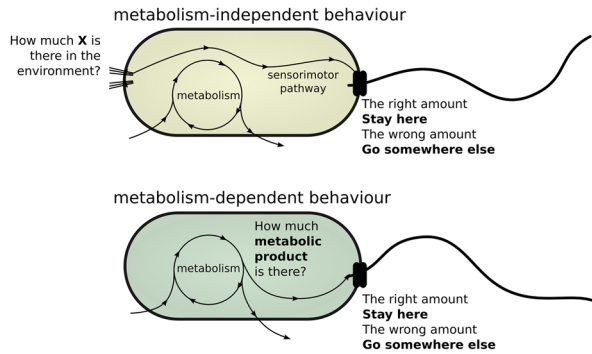 metabolism-independent behaviour
How much X is
there in the
environment?
sensorimotor
pathway
metabolism
The right amount
Stay here
The wrong amount
Go somewhere else
metabolism-dependent behaviour
How much
metabolic
product
is there?
metabolism
The right amount
Stay here
The wrong amount
Go somewhere else